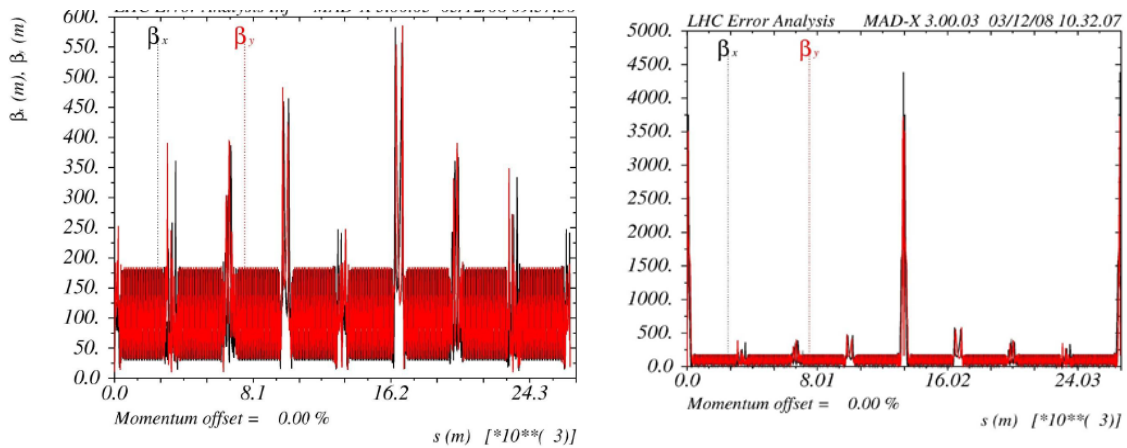 LHC Error Analysis
βx (m), βy (m)
βx
βy
600.
550.
500.
450.
400.
350.
300.
250.
200.
150.
100.
50.
0.0
0.0
8.1
16.2
24.3
Momentum offset = 0.00 %
s (m) [*10**( 3)]
LHC Error Analysis MAD-X 3.00.03 03/12/08 10.32.07
βx
βy
5000.
4500.
4000.
3500.
3000.
2500.
2000.
1500.
1000.
500.
0.0
0.0
8.01
16.02
24.03
Momentum offset = 0.00 %
s (m) [*10**( 3)]